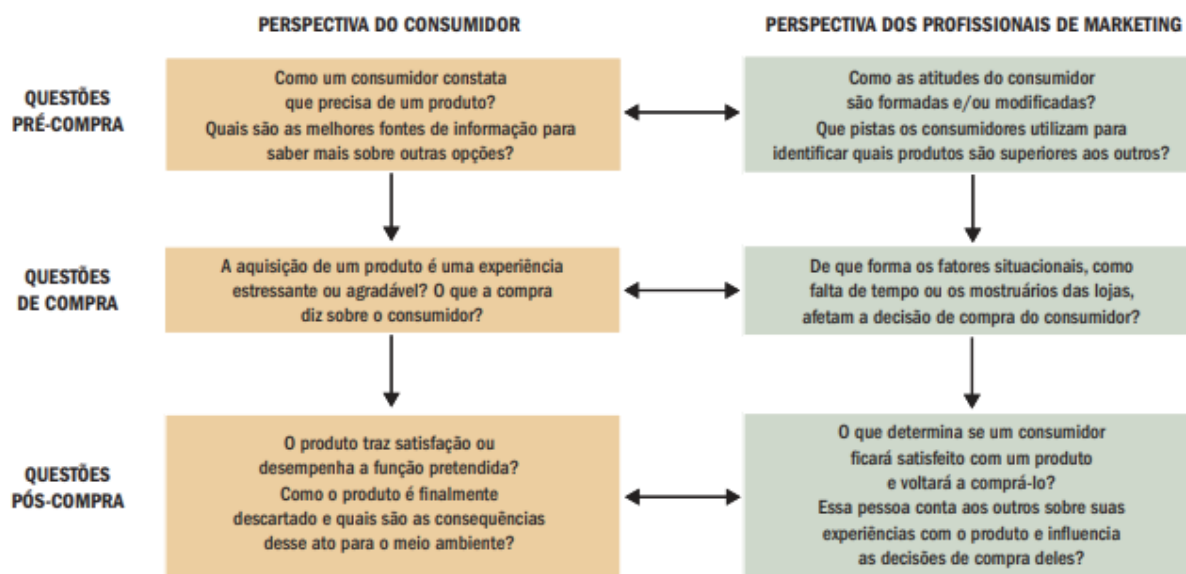 PERSPECTIVA DO CONSUMIDOR
PERSPECTIVA DOS PROFISSIONAIS DE MARKETING
QUESTÕES
PRÉ-COMPRA
Como um consumidor constata
que precisa de um produto?
Quais são as melhores fontes de informação para
saber mais sobre outras opções?
Como as atitudes do consumidor
são formadas e/ou modificadas?
Que pistas os consumidores utilizam para
identificar quais produtos são superiores aos outros?
QUESTÕES
DE COMPRA
A aquisição de um produto é uma experiência
estressante ou agradável? O que a compra
diz sobre o consumidor?
De que forma os fatores situacionais, como
falta de tempo ou os mostruários das lojas,
afetam a decisão de compra do consumidor?
QUESTÕES
PÓS-COMPRA
O produto traz satisfação ou
desempenha a função pretendida?
Como o produto é finalmente
descartado e quais são as consequências
desse ato para o meio ambiente?
O que determina se um consumidor
ficará satisfeito com um produto
e voltará a comprá-lo?
Essa pessoa conta aos outros sobre suas
experiências com o produto e influencia
as decisões de compra deles?